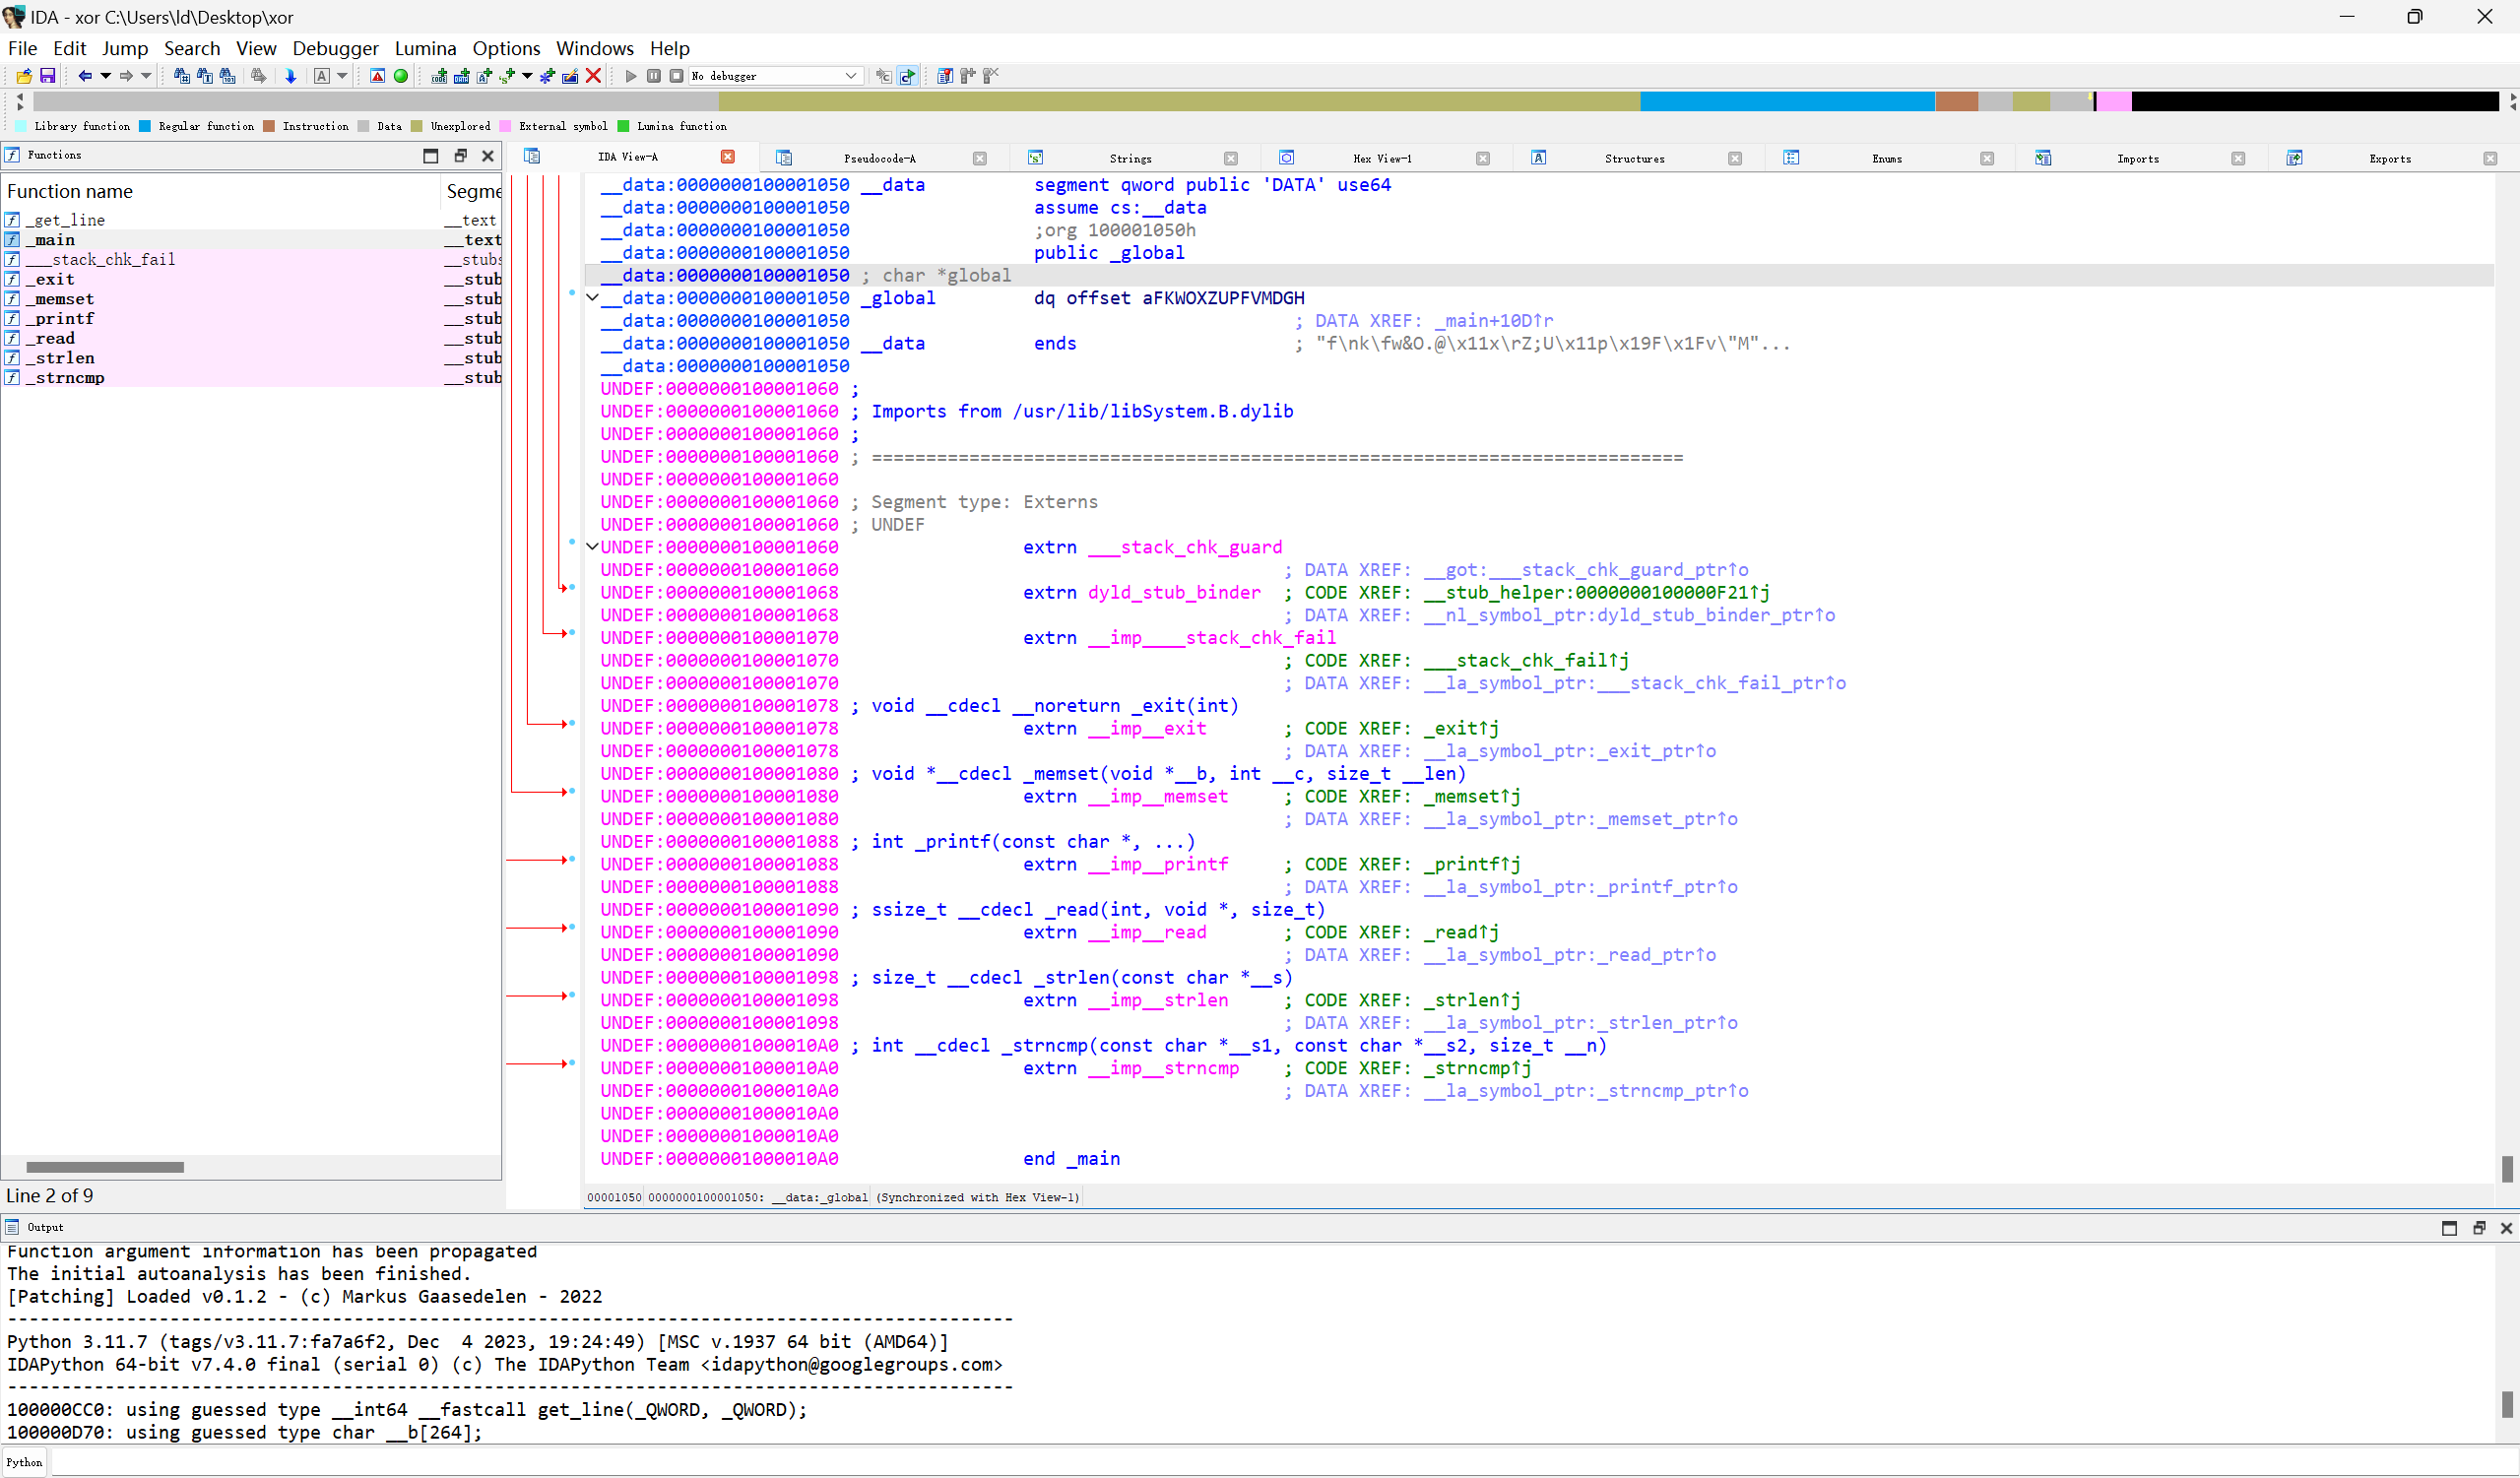 IDA - xor C:\Users\ld\Desktop\xor
File Edit Jump Search View Debugger Lumina Options Windows Help
No debugger
Library function Regular function Instruction Data Unexplored External symbol Lumina function
Functions
Function name Segme
_get_line __text
_main __text
___stack_chk_fail __stubs
_exit __stub
_memset __stub
_printf __stub
_read __stub
_strlen __stub
_strncmp __stub
Line 2 of 9
IDA View-A Pseudocode-A Strings Hex View-1 Structures Enums Imports Exports
__data:0000000100001050 __data segment qword public 'DATA' use64
__data:0000000100001050 assume cs:__data
__data:0000000100001050 ;org 100001050h
__data:0000000100001050 public _global
__data:0000000100001050 ; char *global
__data:0000000100001050 _global dq offset aFKWOXZUPFVMDGH
__data:0000000100001050 ; DATA XREF: _main+10D↑r
__data:0000000100001050 __data ends ; "f\nk\fw&O.@\x11x\rZ;U\x11p\x19F\x1Fv\"M"...
__data:0000000100001050
UNDEF:0000000100001060 ;
UNDEF:0000000100001060 ; Imports from /usr/lib/libSystem.B.dylib
UNDEF:0000000100001060 ;
UNDEF:0000000100001060 ; ===========================================================================
UNDEF:0000000100001060
UNDEF:0000000100001060 ; Segment type: Externs
UNDEF:0000000100001060 ; UNDEF
UNDEF:0000000100001060 extrn ___stack_chk_guard
UNDEF:0000000100001060 ; DATA XREF: __got:___stack_chk_guard_ptr↑o
UNDEF:0000000100001068 extrn dyld_stub_binder ; CODE XREF: __stub_helper:0000000100000F21↑j
UNDEF:0000000100001068 ; DATA XREF: __nl_symbol_ptr:dyld_stub_binder_ptr↑o
UNDEF:0000000100001070 extrn __imp____stack_chk_fail
UNDEF:0000000100001070 ; CODE XREF: ___stack_chk_fail↑j
UNDEF:0000000100001070 ; DATA XREF: __la_symbol_ptr:___stack_chk_fail_ptr↑o
UNDEF:0000000100001078 ; void __cdecl __noreturn _exit(int)
UNDEF:0000000100001078 extrn __imp__exit ; CODE XREF: _exit↑j
UNDEF:0000000100001078 ; DATA XREF: __la_symbol_ptr:_exit_ptr↑o
UNDEF:0000000100001080 ; void *__cdecl _memset(void *__b, int __c, size_t __len)
UNDEF:0000000100001080 extrn __imp__memset ; CODE XREF: _memset↑j
UNDEF:0000000100001080 ; DATA XREF: __la_symbol_ptr:_memset_ptr↑o
UNDEF:0000000100001088 ; int _printf(const char *, ...)
UNDEF:0000000100001088 extrn __imp__printf ; CODE XREF: _printf↑j
UNDEF:0000000100001088 ; DATA XREF: __la_symbol_ptr:_printf_ptr↑o
UNDEF:0000000100001090 ; ssize_t __cdecl _read(int, void *, size_t)
UNDEF:0000000100001090 extrn __imp__read ; CODE XREF: _read↑j
UNDEF:0000000100001090 ; DATA XREF: __la_symbol_ptr:_read_ptr↑o
UNDEF:0000000100001098 ; size_t __cdecl _strlen(const char *__s)
UNDEF:0000000100001098 extrn __imp__strlen ; CODE XREF: _strlen↑j
UNDEF:0000000100001098 ; DATA XREF: __la_symbol_ptr:_strlen_ptr↑o
UNDEF:00000001000010A0 ; int __cdecl _strncmp(const char *__s1, const char *__s2, size_t __n)
UNDEF:00000001000010A0 extrn __imp__strncmp ; CODE XREF: _strncmp↑j
UNDEF:00000001000010A0 ; DATA XREF: __la_symbol_ptr:_strncmp_ptr↑o
UNDEF:00000001000010A0
UNDEF:00000001000010A0
UNDEF:00000001000010A0 end _main
00001050 0000000100001050: __data:_global (Synchronized with Hex View-1)
Output
Function argument information has been propagated
The initial autoanalysis has been finished.
[Patching] Loaded v0.1.2 - (c) Markus Gaasedelen - 2022
---------------------------------------------------------------------------------------------
Python 3.11.7 (tags/v3.11.7:fa7a6f2, Dec  4 2023, 19:24:49) [MSC v.1937 64 bit (AMD64)]
IDAPython 64-bit v7.4.0 final (serial 0) (c) The IDAPython Team <idapython@googlegroups.com>
---------------------------------------------------------------------------------------------
100000CC0: using guessed type __int64 __fastcall get_line(_QWORD, _QWORD);
100000D70: using guessed type char __b[264];
Python